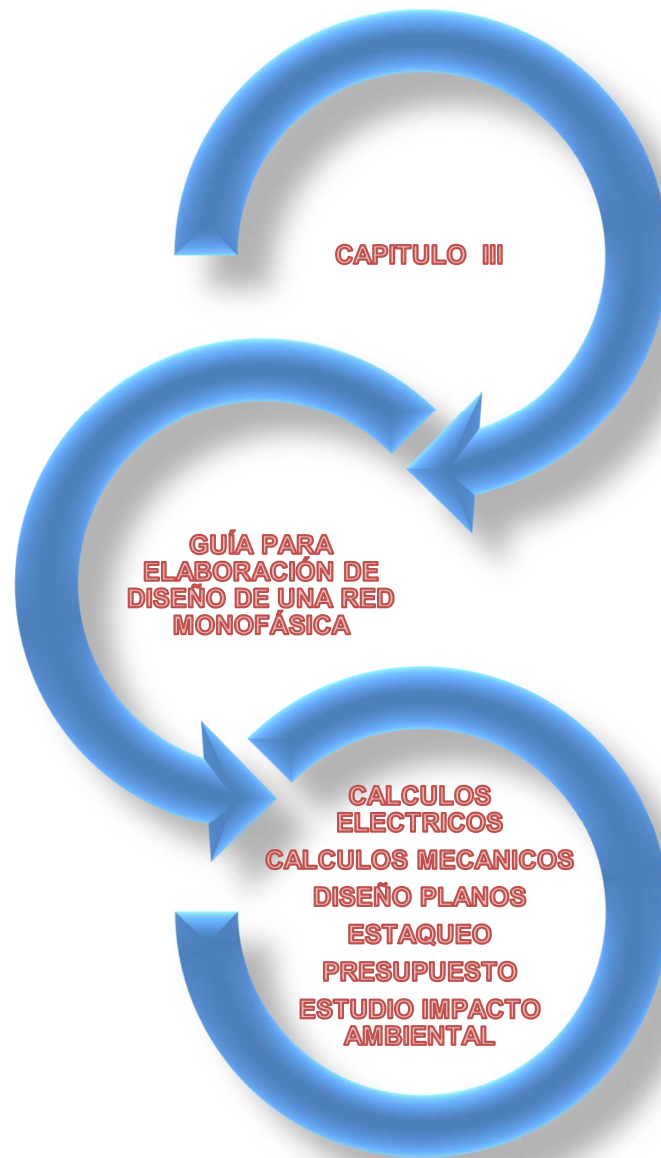 CAPITULO III
GUÍA PARA
ELABORACIÓN DE
DISEÑO DE UNA RED
MONOFÁSICA
CALCULOS
ELECTRICOS
CALCULOS MECANICOS
DISEÑO PLANOS
ESTAQUEO
PRESUPUESTO
ESTUDIO IMPACTO
AMBIENTAL